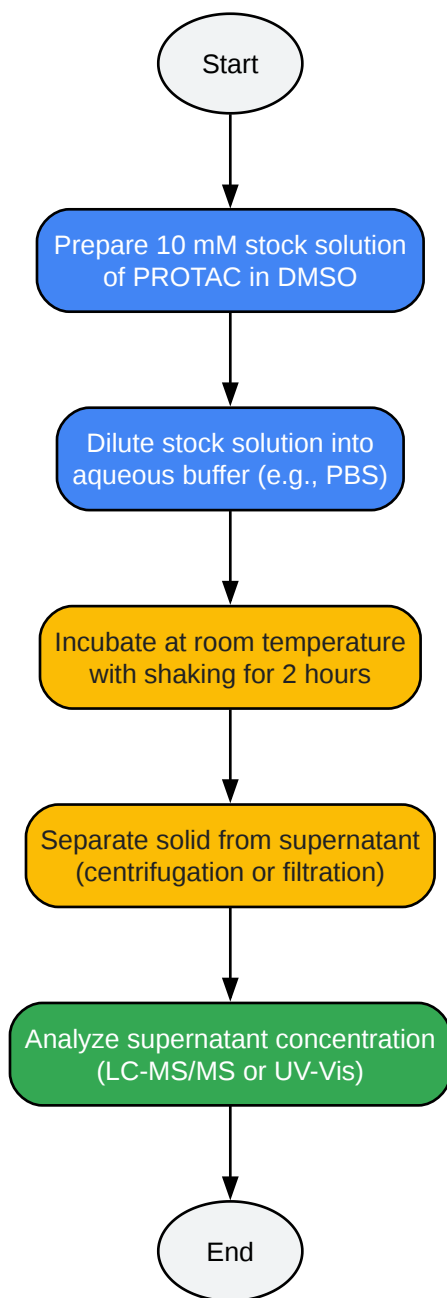 Start
Prepare 10 mM stock solution
of PROTAC in DMSO
Dilute stock solution into
aqueous buffer (e.g., PBS)
Incubate at room temperature
with shaking for 2 hours
Separate solid from supernatant
(centrifugation or filtration)
Analyze supernatant concentration
(LC-MS/MS or UV-Vis)
End